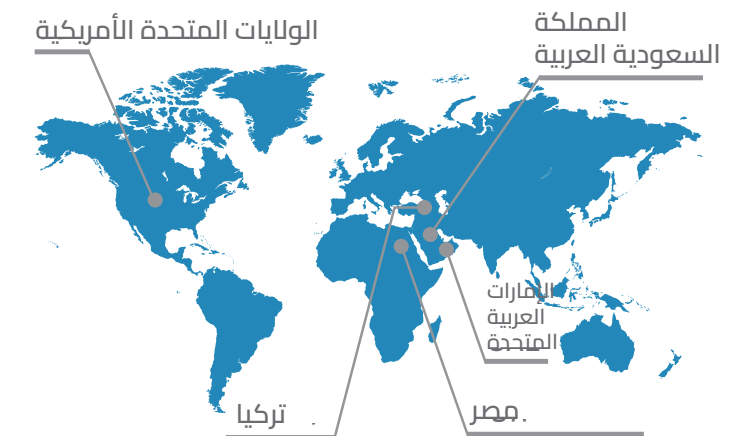 الولايات المتحدة الأمريكية
المملكة
السعودية العربية
الإمارات
العربية
المتحدة
تركيا
مصر